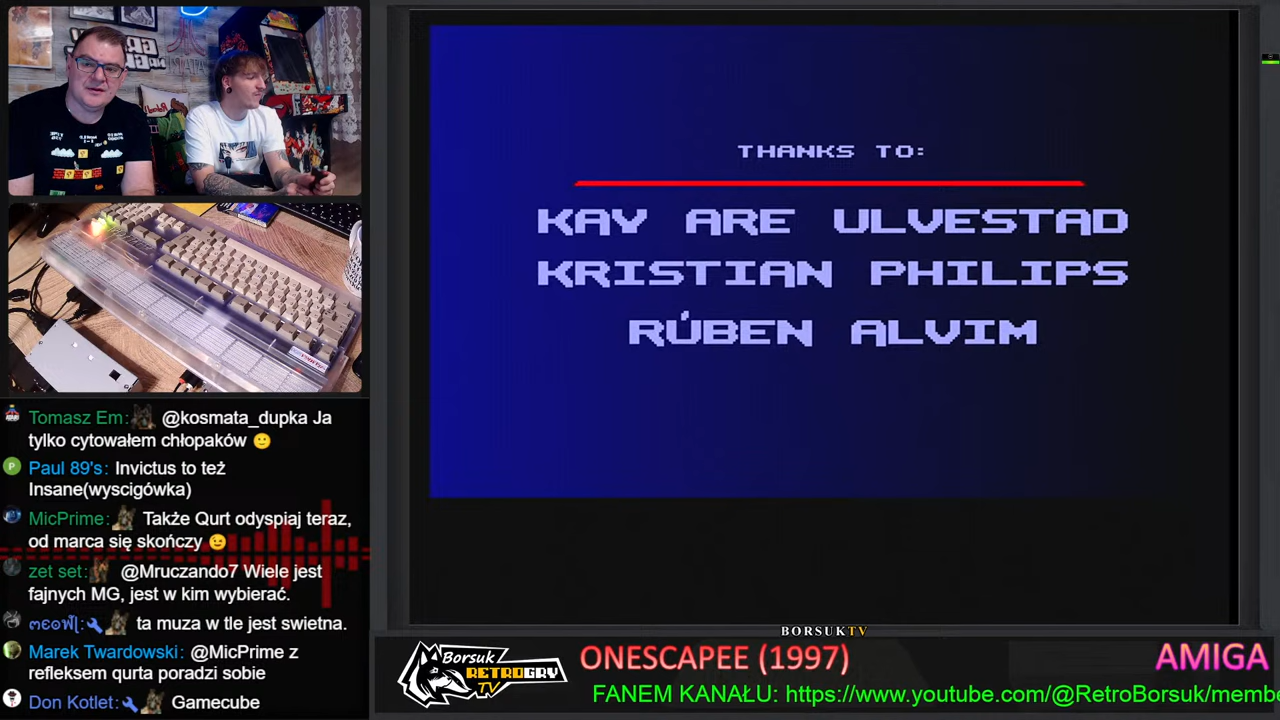 THANKS TO:
KAY ARE ULVESTAD
KRISTIAN PHILIPS
RÚBEN ALVIM
Tomasz Em: @kosmata_dupka Ja
tylko cytowałem chłopaków
Paul 89's: Invictus to też
Insane(wyscigówka)
MicPrime: Także Qurt odyspiaj teraz,
od marca się skończy
zet set: @Mruczando7 Wiele jest
fajnych MG, jest w kim wybierać.
ta muza w tle jest swietna.
Marek Twardowski: @MicPrime z
refleksem qurta poradzi sobie
Don Kotlet: Gamecube
BORSUKTV
Borsuk
RETROGRY
TV
ONESCAPEE (1997)
AMIGA
FANEM KANAŁU: https://www.youtube.com/@RetroBorsuk/membe